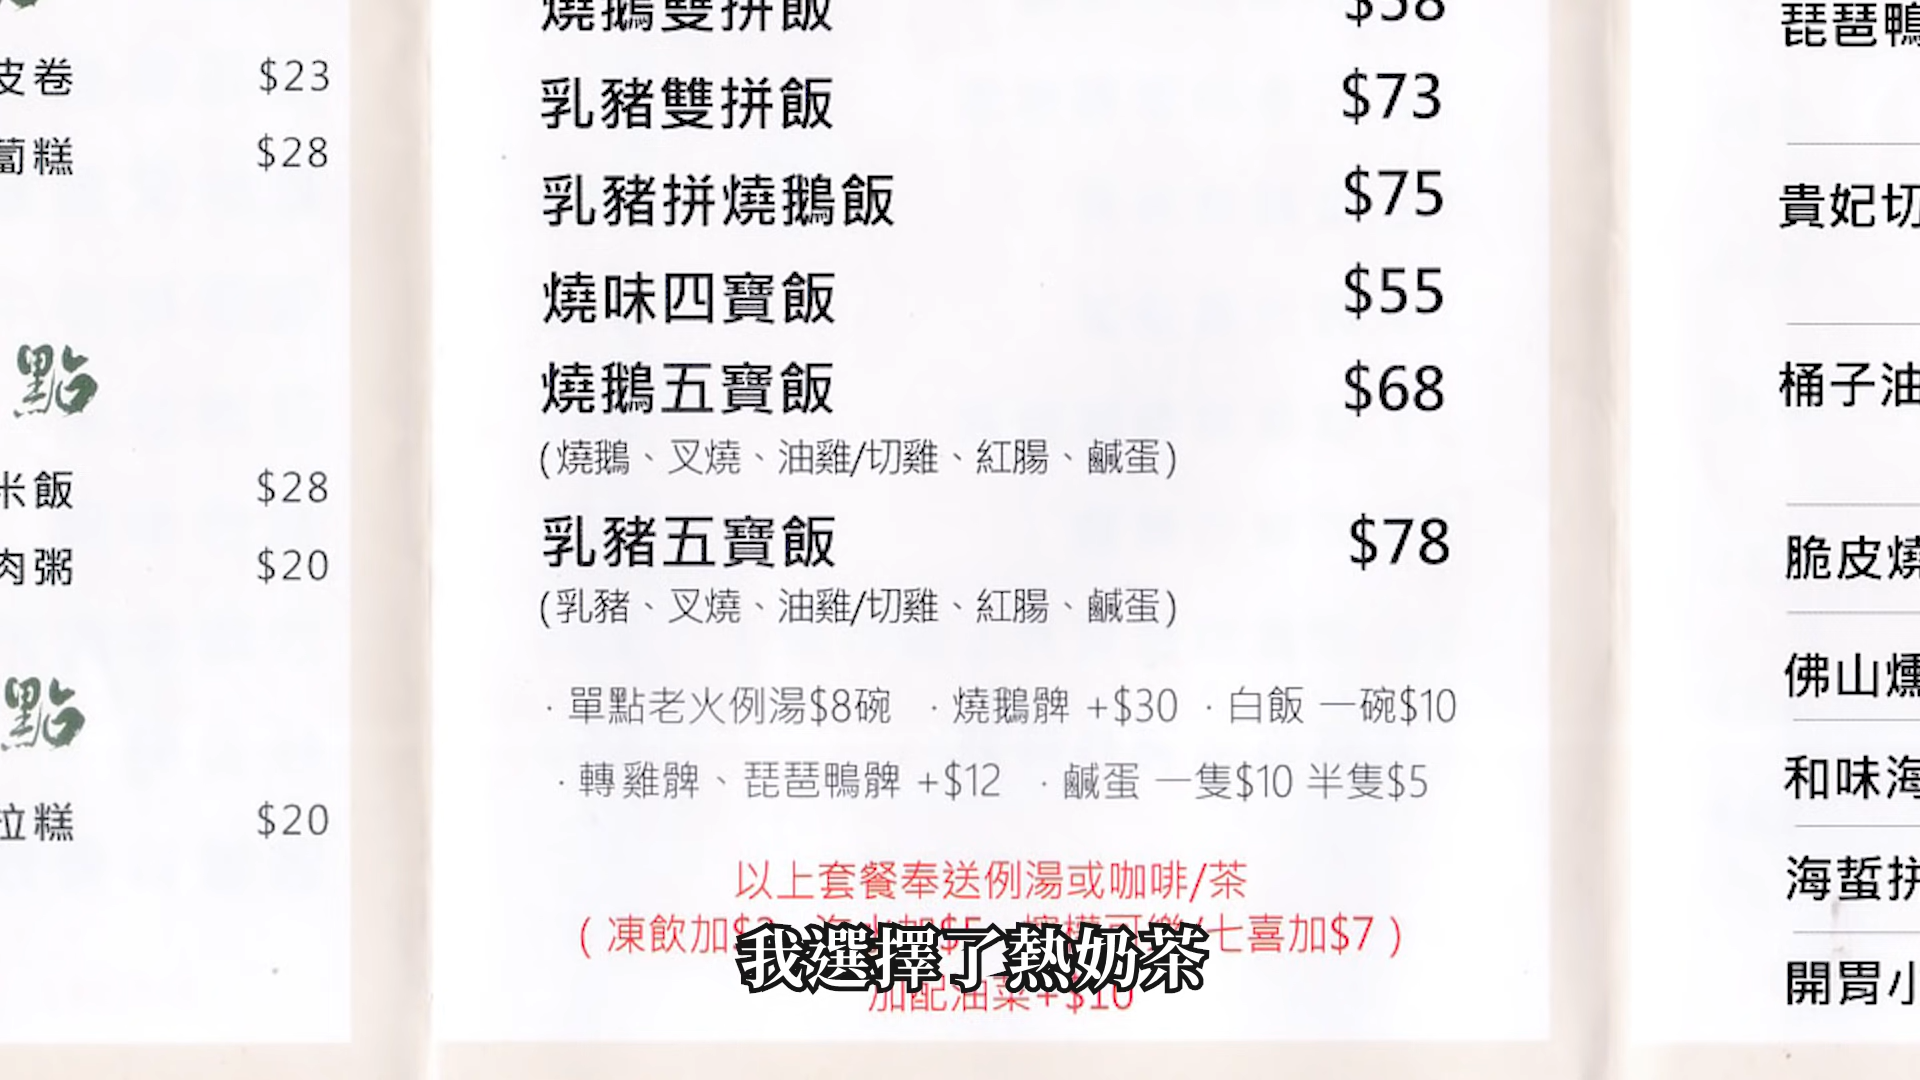 皮卷 $23
蔔糕 $28
點
米飯 $28
肉粥 $20
點
拉糕 $20
燒鵝雙拼飯 $58
乳豬雙拼飯 $73
乳豬拼燒鵝飯 $75
燒味四寶飯 $55
燒鵝五寶飯 $68
(燒鵝、叉燒、油雞/切雞、紅腸、鹹蛋)
乳豬五寶飯 $78
(乳豬、叉燒、油雞/切雞、紅腸、鹹蛋)
·單點老火例湯$8碗 ·燒鵝髀 +$30 ·白飯 一碗$10
·轉雞髀、琵琶鴨髀 +$12 ·鹹蛋 一隻$10 半隻$5
以上套餐奉送例湯或咖啡/茶
(凍飲加 七喜加$7)
加配油菜+$10
我選擇了熱奶茶
琵琶鴨
貴妃切
桶子油
脆皮燒
佛山燻
和味海
海蜇拼
開胃小